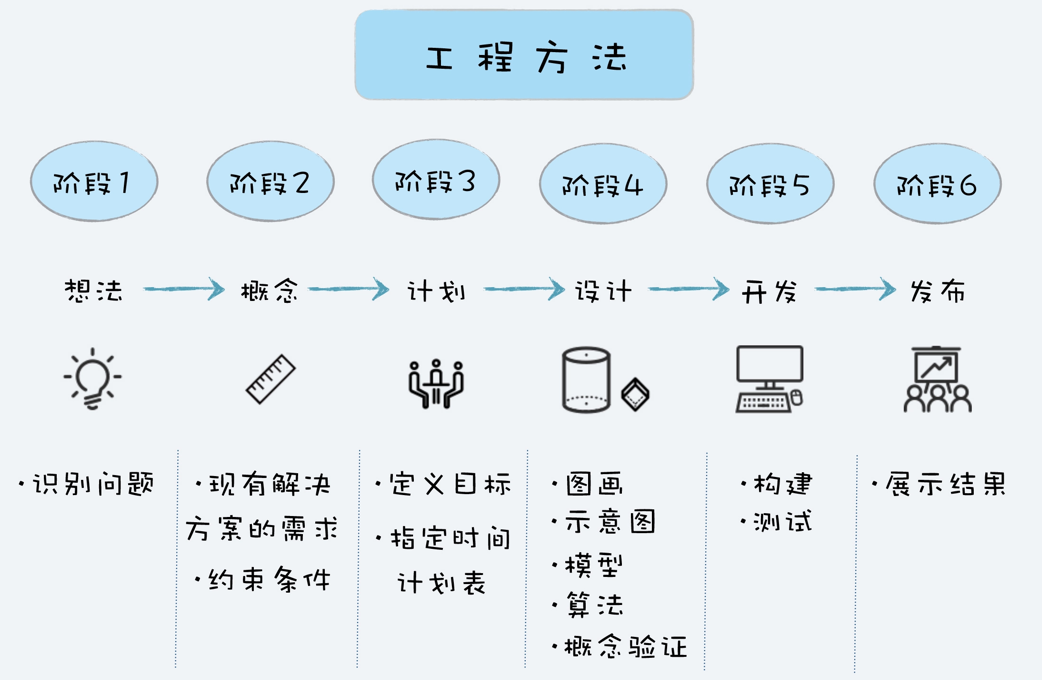 工程方法
阶段1
阶段2
阶段3
阶段4
阶段5
阶段6
想法
概念
计划
设计
开发
发布
·识别问题
·现有解决
方案的需求
·约束条件
·定义目标
·指定时间
计划表
·图画
·示意图
·模型
·算法
·概念验证
·构建
·测试
·展示结果